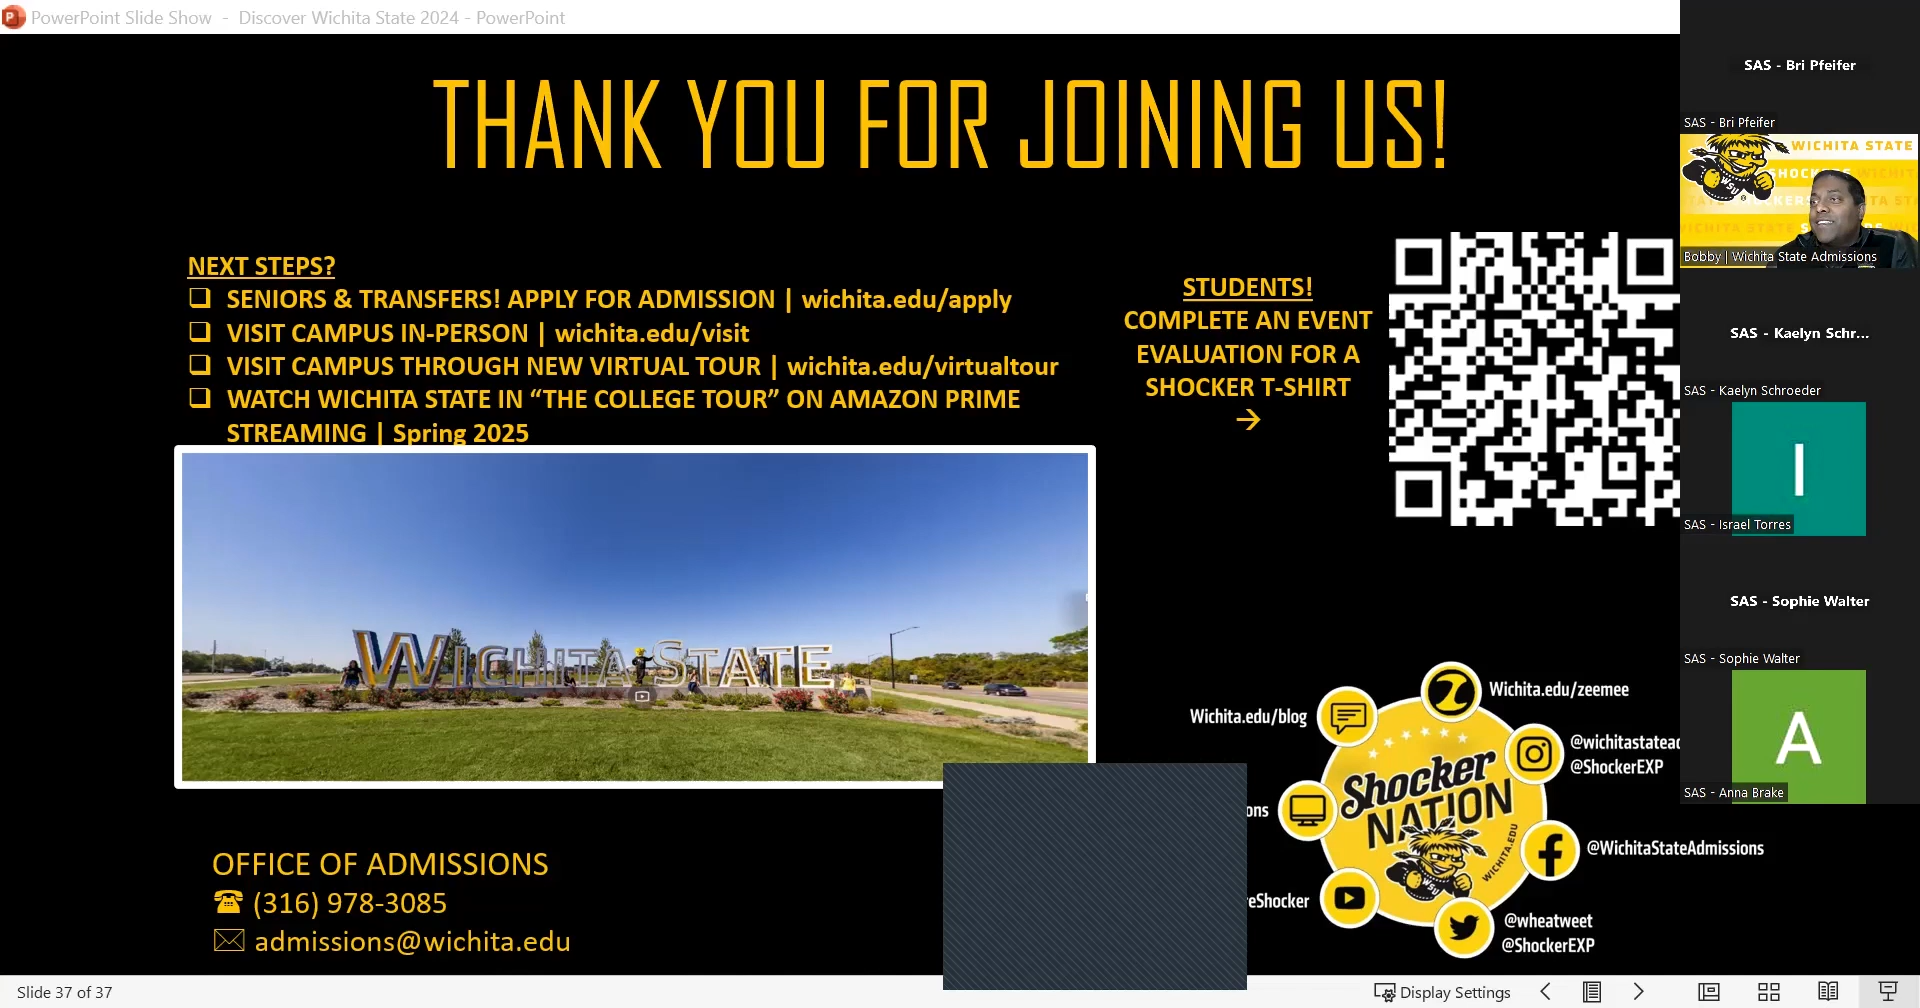 PowerPoint Slide Show - Discover Wichita State 2024 - PowerPoint
THANK YOU FOR JOINING US!
NEXT STEPS?
❑ SENIORS & TRANSFERS! APPLY FOR ADMISSION | wichita.edu/apply
❑ VISIT CAMPUS IN-PERSON | wichita.edu/visit
❑ VISIT CAMPUS THROUGH NEW VIRTUAL TOUR | wichita.edu/virtualtour
❑ WATCH WICHITA STATE IN “THE COLLEGE TOUR” ON AMAZON PRIME
STREAMING | Spring 2025
STUDENTS!
COMPLETE AN EVENT
EVALUATION FOR A
SHOCKER T-SHIRT
→
WICHITA STATE
OFFICE OF ADMISSIONS
(316) 978-3085
admissions@wichita.edu
Wichita.edu/zeemee
Wichita.edu/blog
@wichitastatead
@ShockerEXP
ons
@WichitaStateAdmissions
eShocker
@wheatweet
@ShockerEXP
Shocker
NATION
WICHITA.EDU
WSU
SAS - Bri Pfeifer
SAS - Bri Pfeifer
WICHITA STATE
WSU
Bobby | Wichita State Admissions
SAS - Kaelyn Schr...
SAS - Kaelyn Schroeder
I
SAS - Israel Torres
SAS - Sophie Walter
SAS - Sophie Walter
A
SAS - Anna Brake
Slide 37 of 37
Display Settings